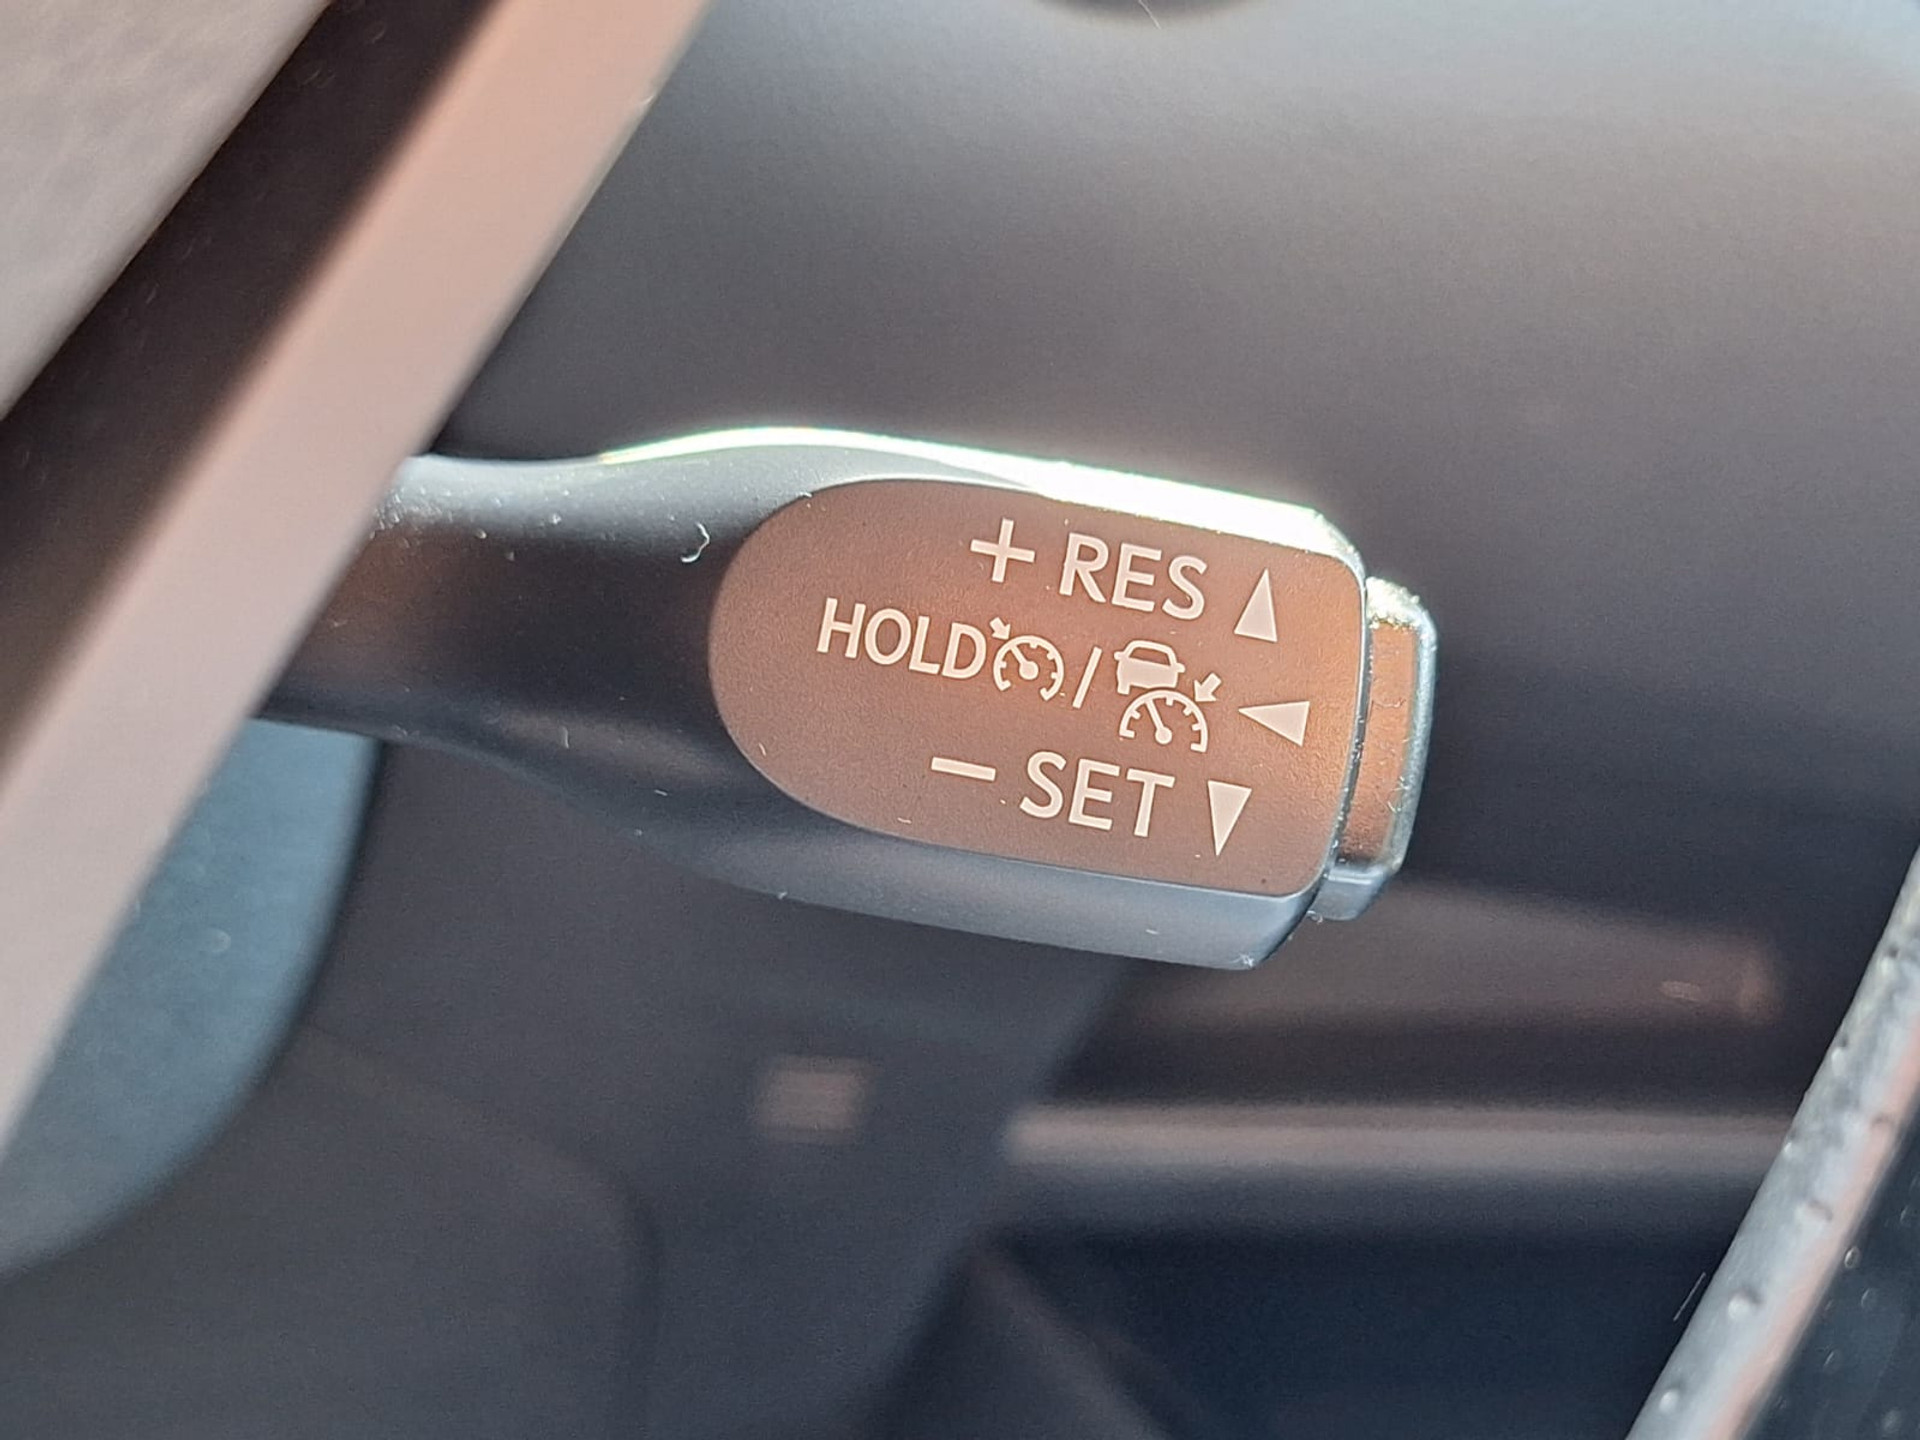 + RES ▲
HOLD / ◀
− SET ▼